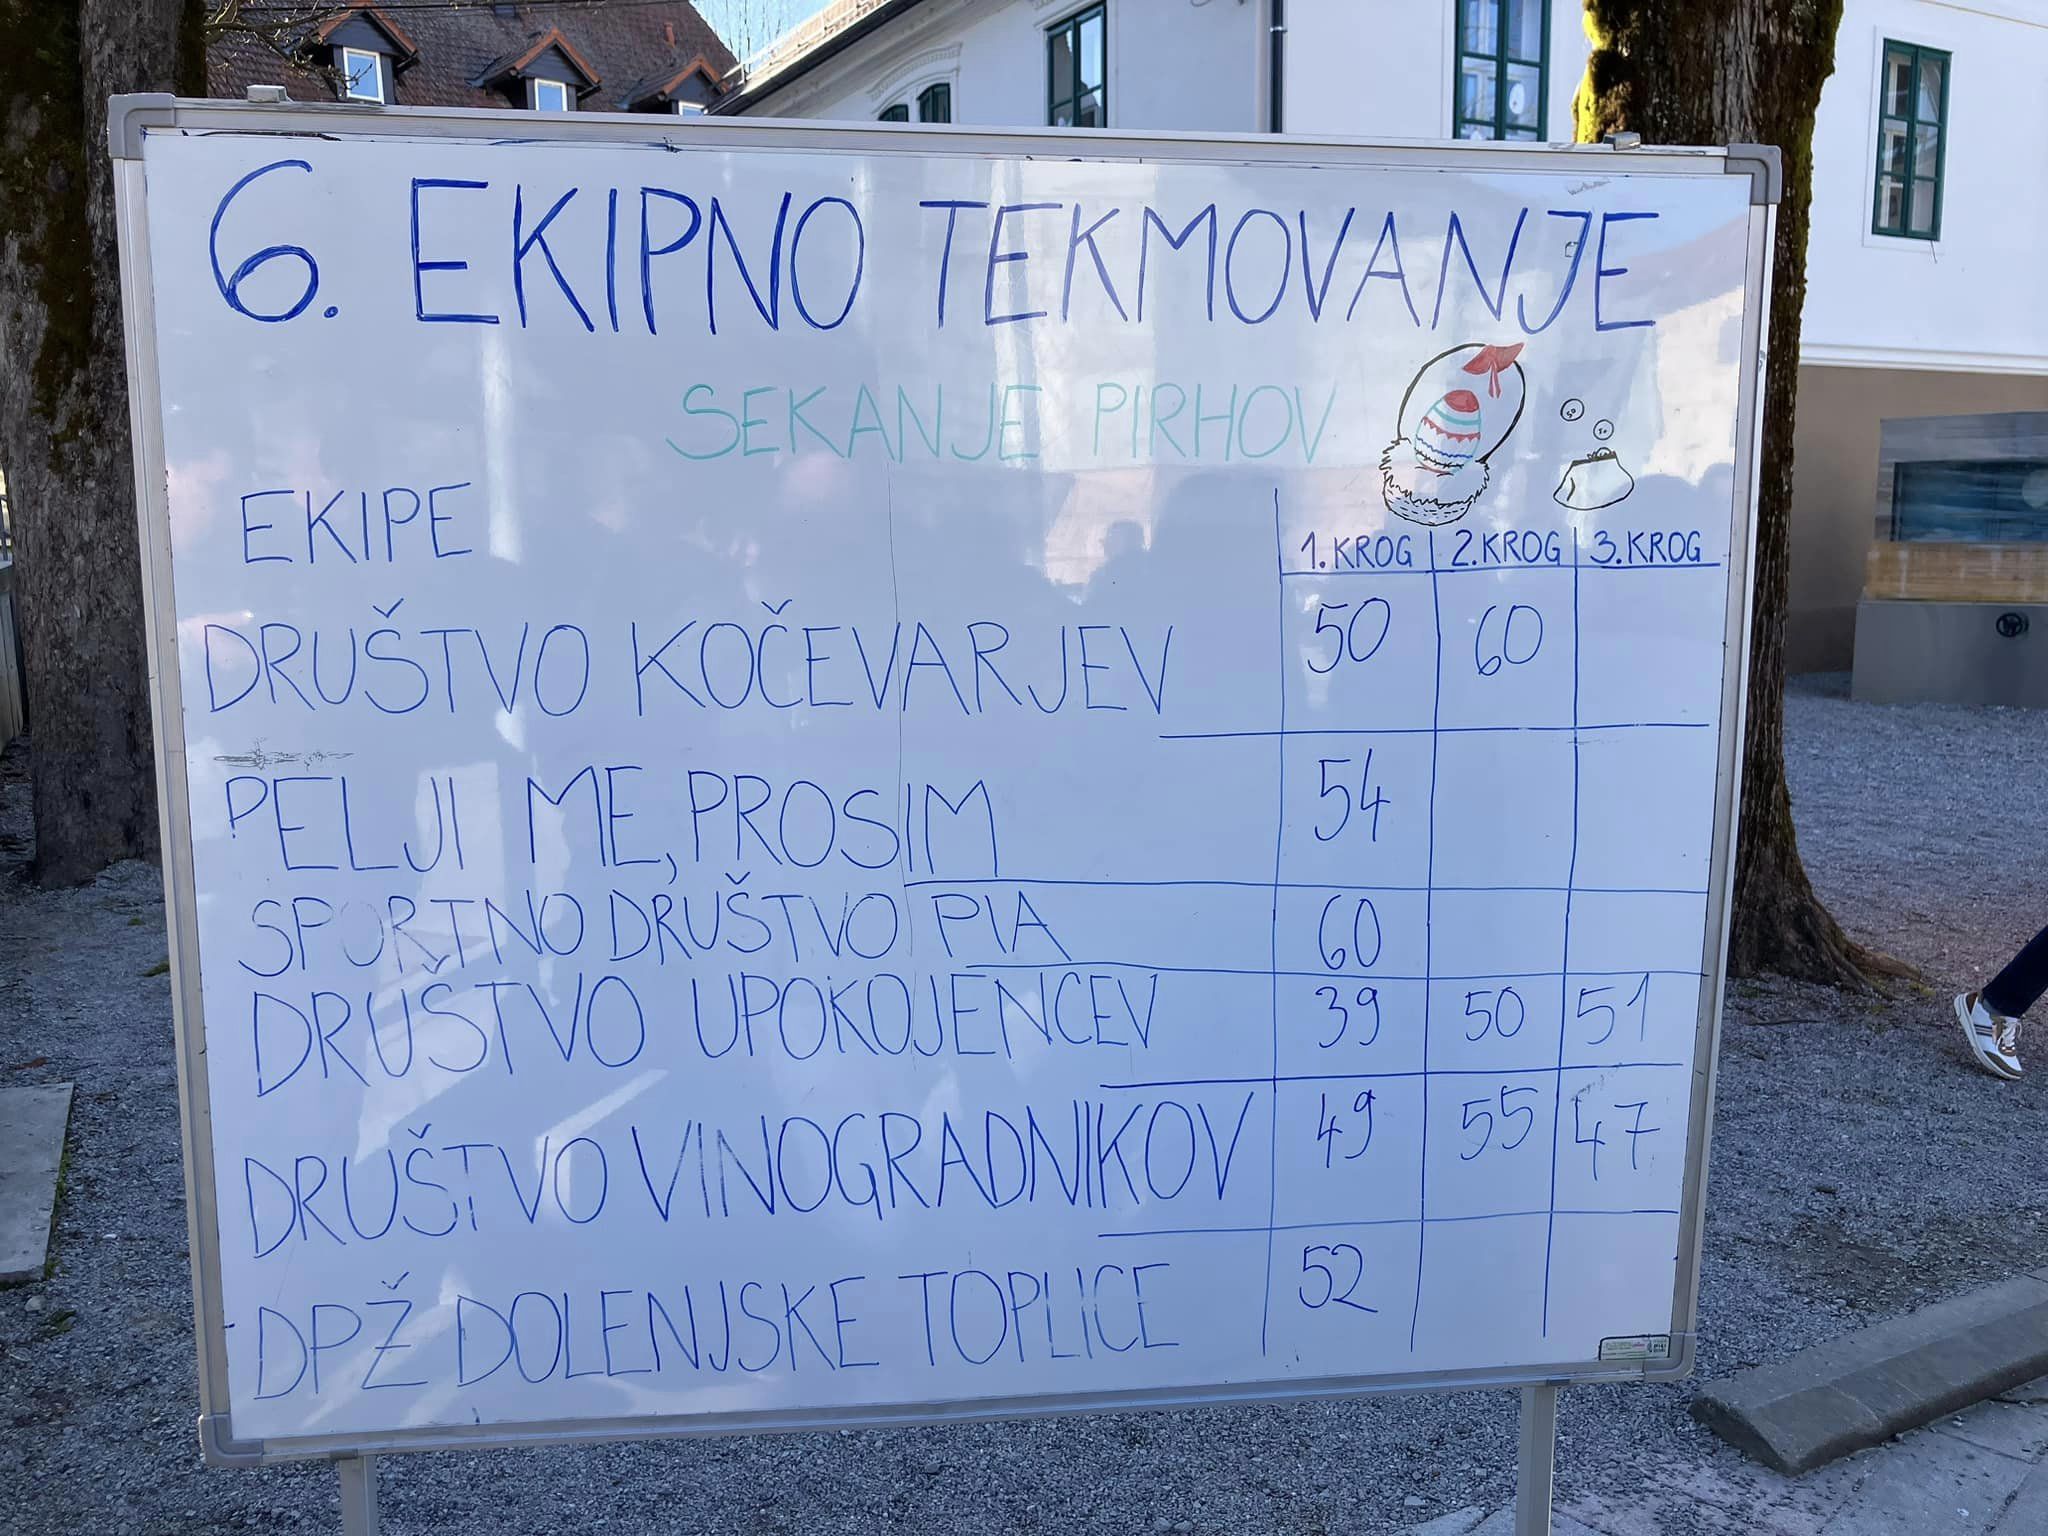 6. EKIPNO TEKMOVANJE
SEKANJE PIRHOV
50
10
EKIPE 1. KROG 2. KROG 3. KROG
DRUŠTVO KOČEVARJEV 50 60
PELJI ME, PROSIM 54
SPORTNO DRUŠTVO PIA 60
DRUŠTVO UPOKOJENCEV 39 50 51
DRUŠTVO VINOGRADNIKOV 49 55 47
DPŽ DOLENJSKE TOPLICE 52